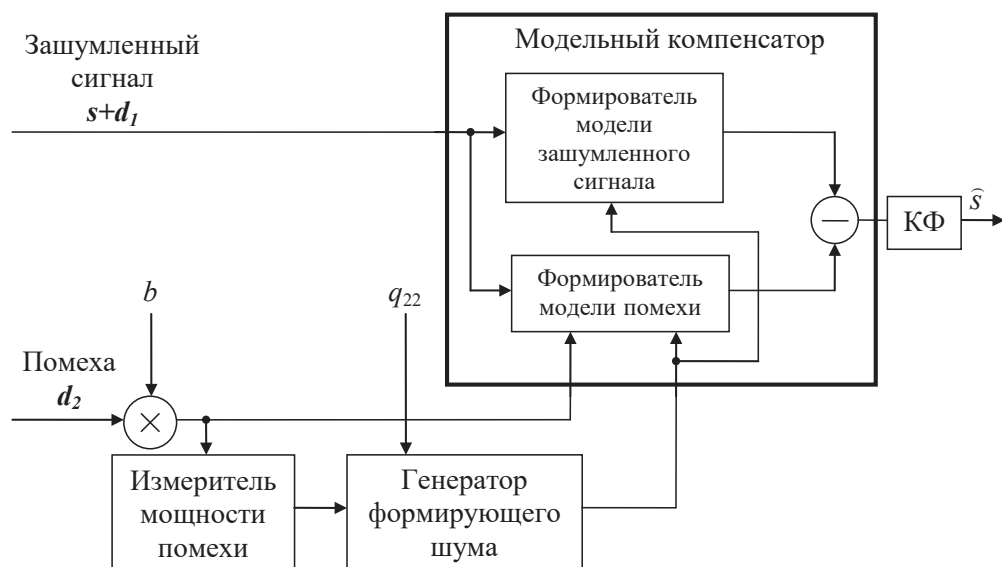 Модельный компенсатор
Зашумленный
сигнал
s+d1
Формирователь
модели
зашумленного
сигнала
ŝ
КФ
Формирователь
модели помехи
b
q22
Помеха
d2
Измеритель
мощности
помехи
Генератор
формирующего
шума